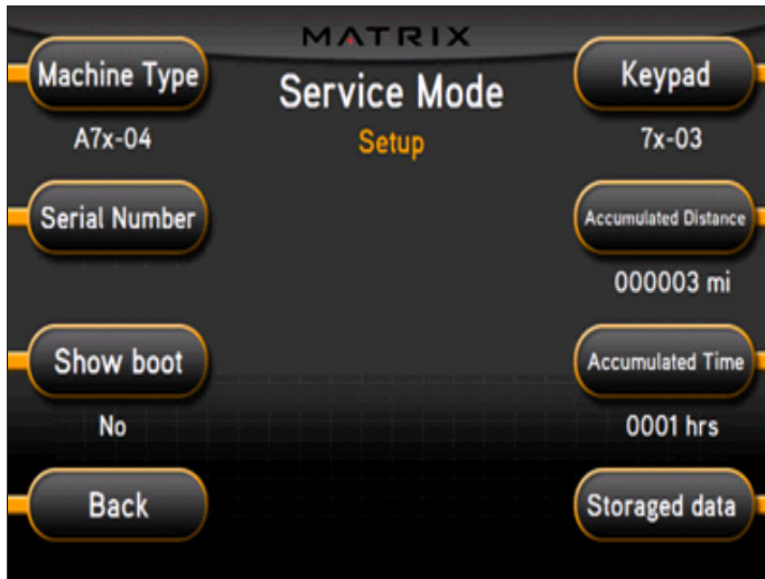 MATRIX
Service Mode
Setup
Machine Type
A7x-04
Serial Number
Show boot
No
Back
Keypad
7x-03
Accumulated Distance
000003 mi
Accumulated Time
0001 hrs
Storaged data